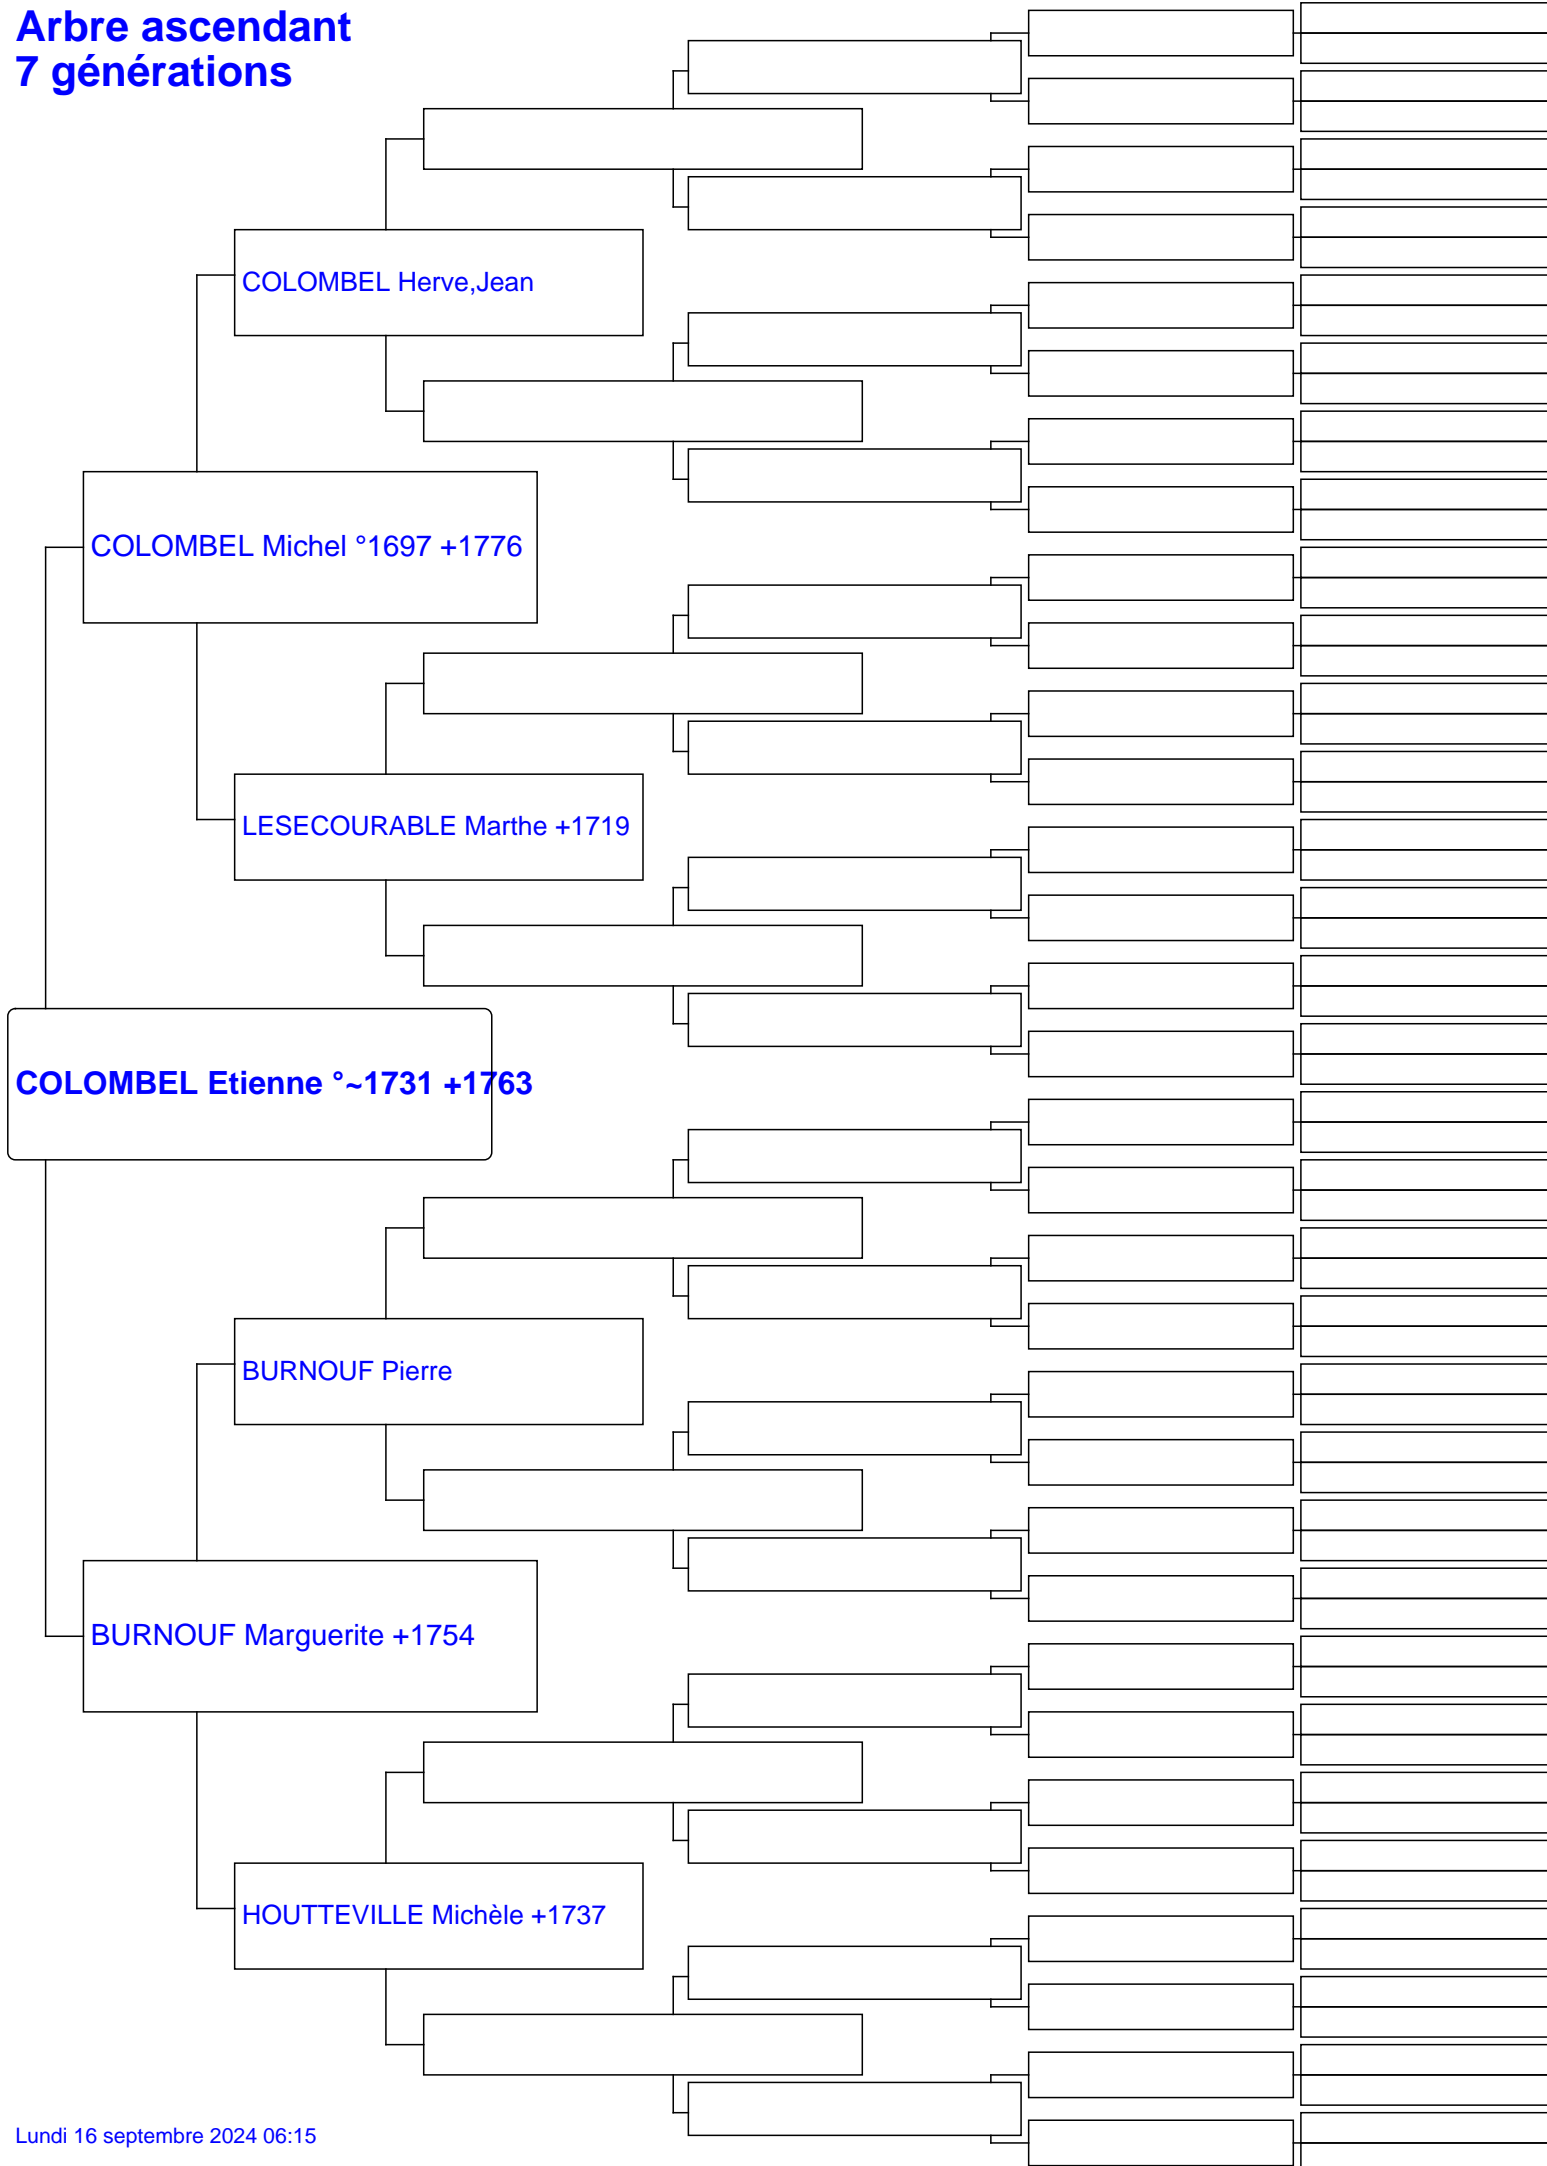 Arbre ascendant
7 générations
COLOMBEL Herve,Jean
COLOMBEL Michel °1697 +1776
LESECOURABLE Marthe +1719
COLOMBEL Etienne °~1731 +1763
BURNOUF Pierre
BURNOUF Marguerite +1754
HOUTTEVILLE Michèle +1737
Lundi 16 septembre 2024 06:15